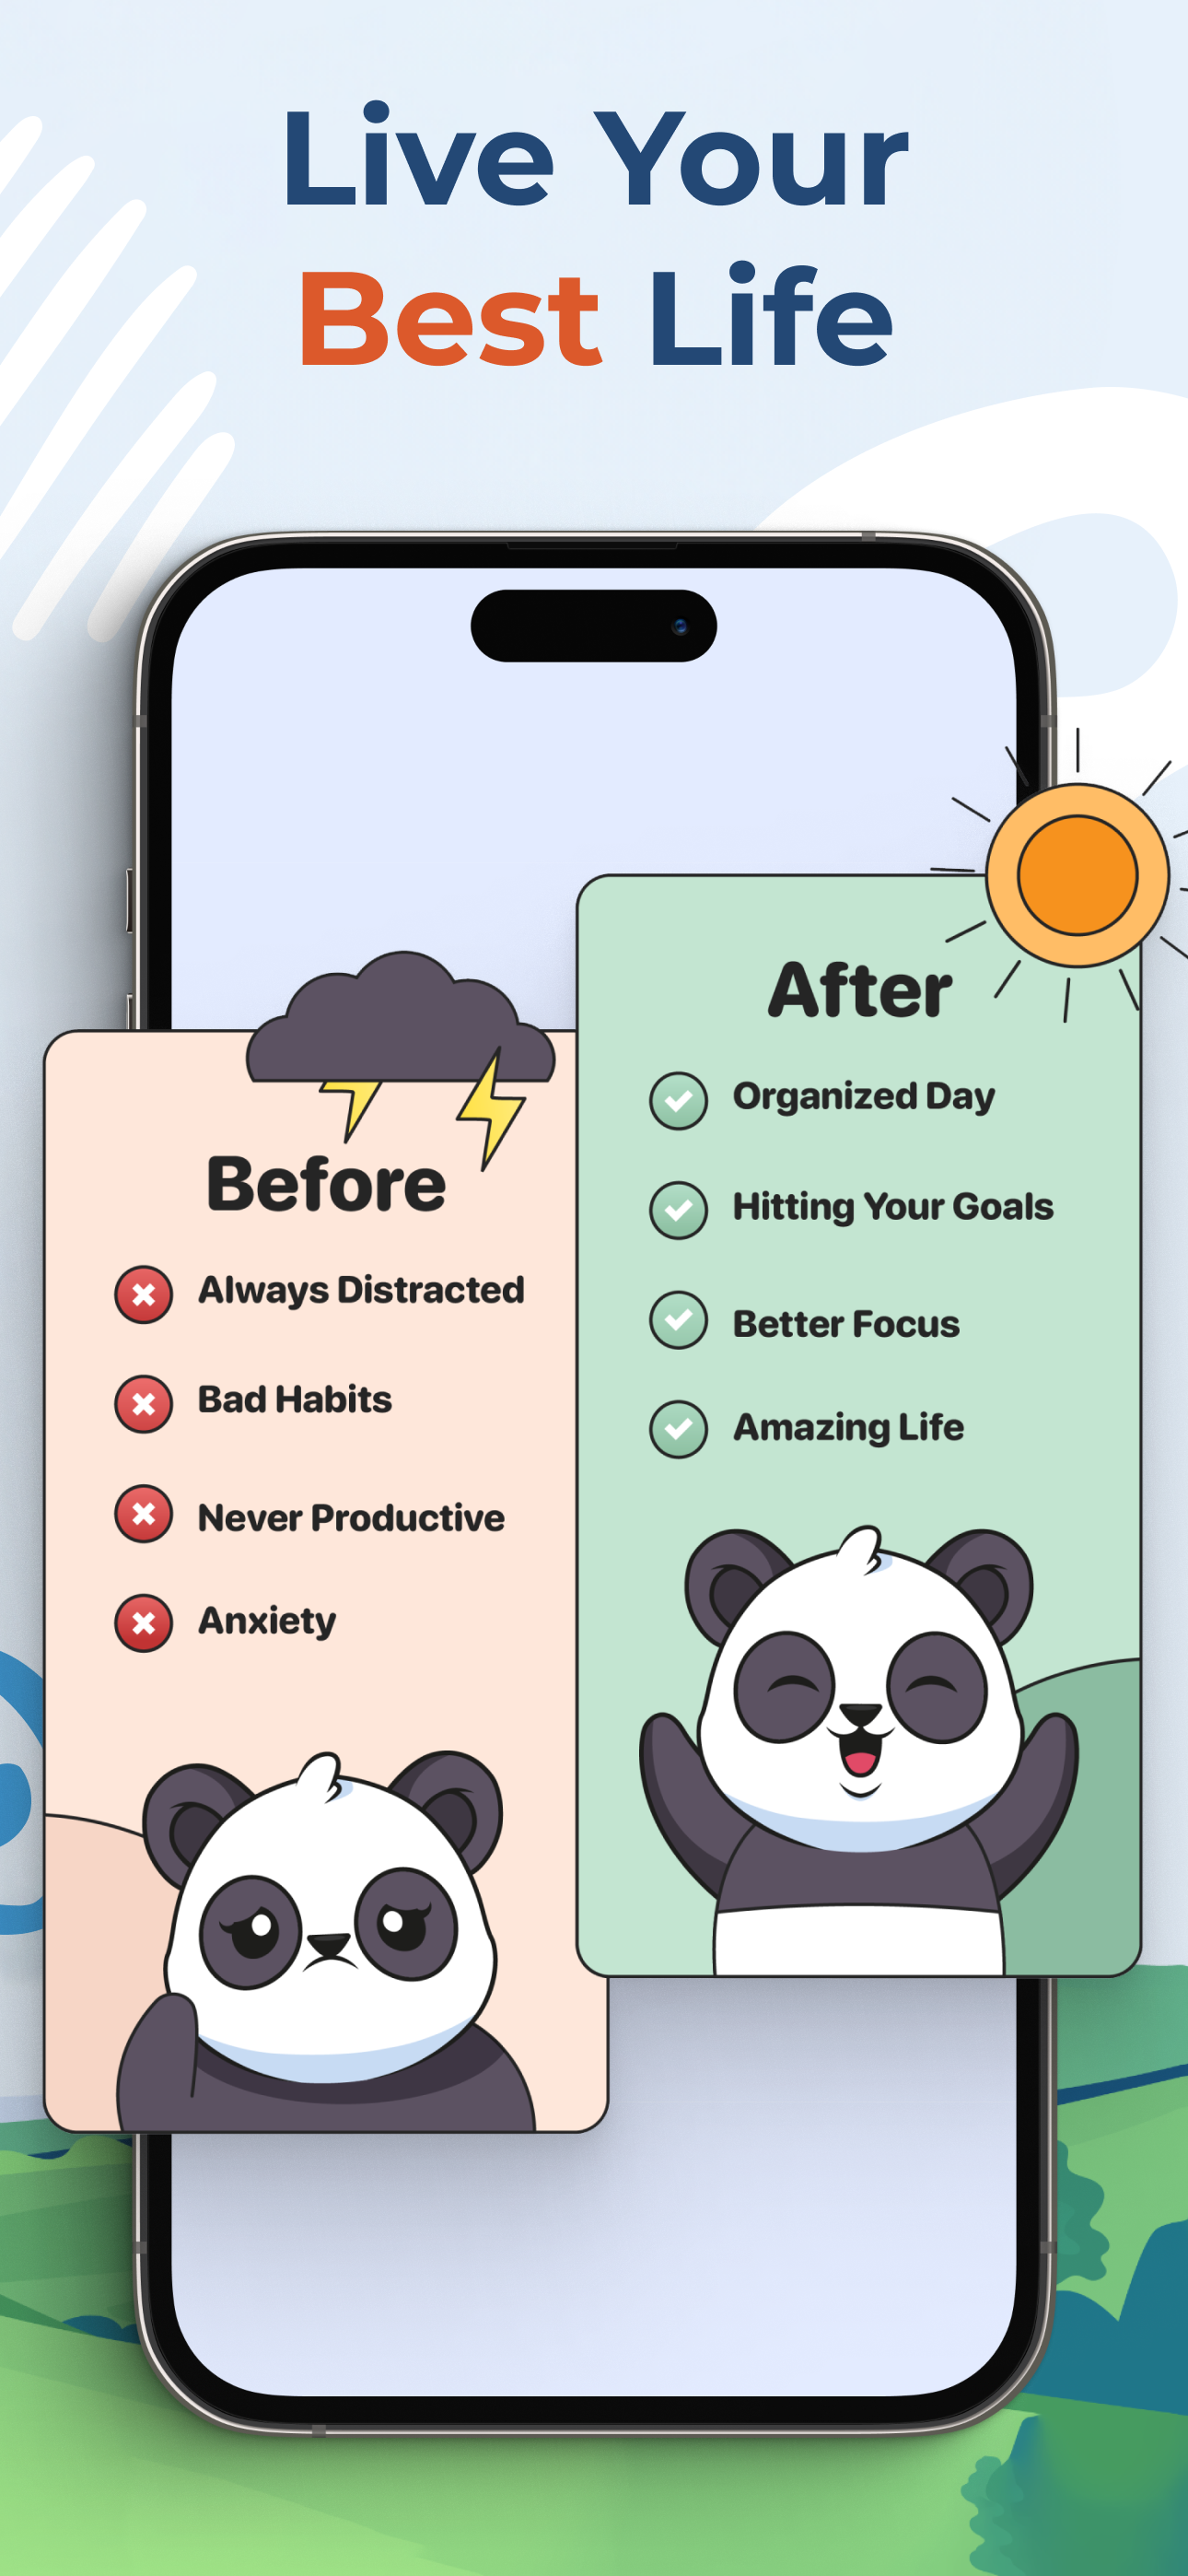 Live Your
Best Life
Before
Always Distracted
Bad Habits
Never Productive
Anxiety
After
Organized Day
Hitting Your Goals
Better Focus
Amazing Life